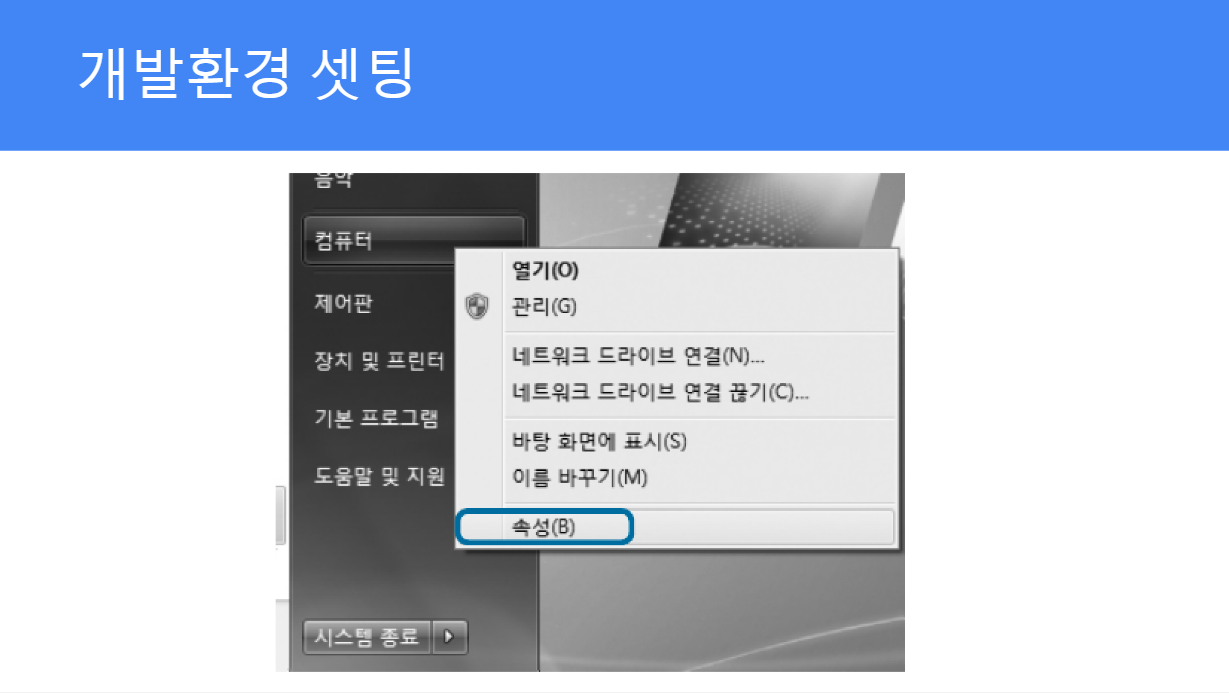 개발환경 셋팅
음악
컴퓨터
열기(O)
관리(G)
제어판
네트워크 드라이브 연결(N)...
장치 및 프린터
네트워크 드라이브 연결 끊기(C)...
기본 프로그램
바탕 화면에 표시(S)
도움말 및 지원
이름 바꾸기(M)
속성(B)
시스템 종료